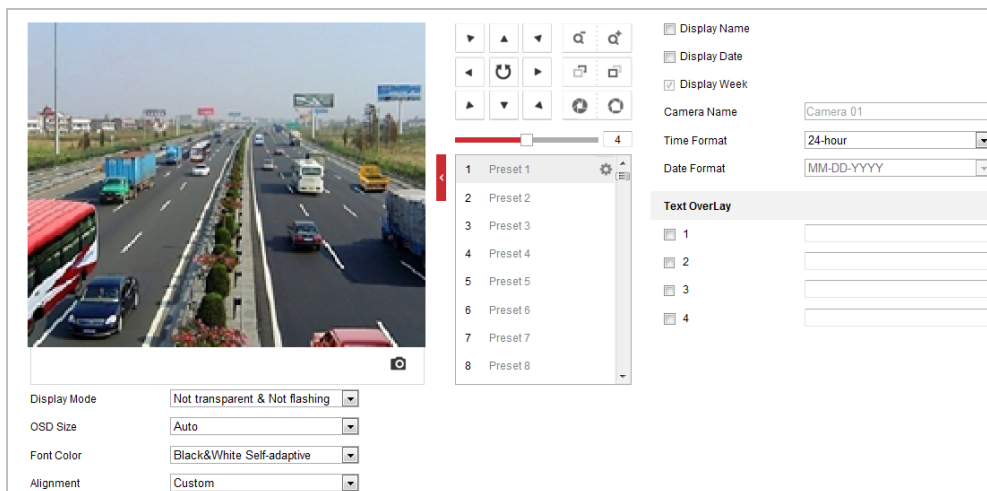 Display Name
Display Date
Display Week
Camera Name Camera 01
Time Format 24-hour
Date Format MM-DD-YYYY
Text OverLay
1
2
3
4
4
1 Preset 1
2 Preset 2
3 Preset 3
4 Preset 4
5 Preset 5
6 Preset 6
7 Preset 7
8 Preset 8
Display Mode Not transparent & Not flashing
OSD Size Auto
Font Color Black&White Self-adaptive
Alignment Custom